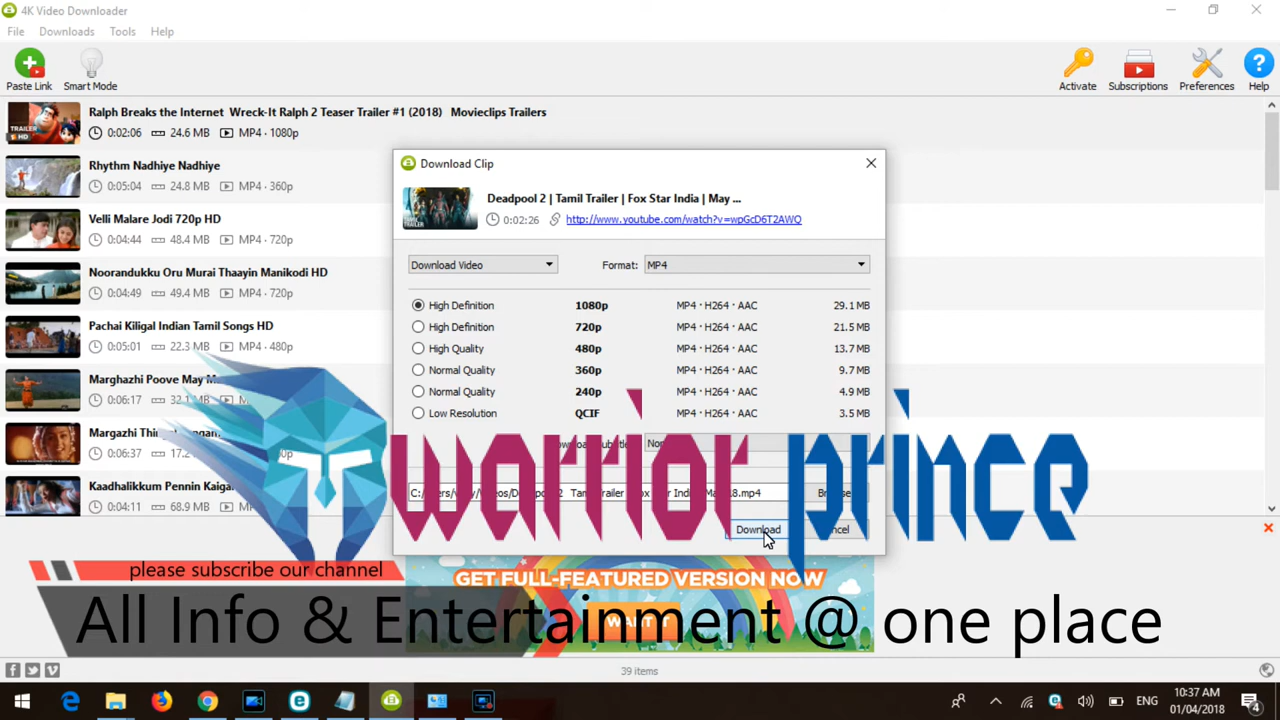 4K Video Downloader
File Downloads Tools Help
Paste Link Smart Mode Activate Subscriptions Preferences Help
Ralph Breaks the Internet Wreck-It Ralph 2 Teaser Trailer #1 (2018) Movieclips Trailers
0:02:06 24.6 MB MP4 · 1080p
Rhythm Nadhiye Nadhiye
0:05:04 24.8 MB MP4 · 360p
Velli Malare Jodi 720p HD
0:04:44 48.4 MB MP4 · 720p
Noorandukku Oru Murai Thaayin Manikodi HD
0:04:49 49.4 MB MP4 · 720p
Pachai Kiligal Indian Tamil Songs HD
0:05:01 22.3 MB MP4 · 480p
Marghazhi Poove May
0:06:17
0:06:37
Kaadhalikkum Pennin
0:04:11 68.9 MB MP4 · 480p
Download Clip
Deadpool 2 | Tamil Trailer | Fox Star India | May ...
0:02:26 http://www.youtube.com/watch?v=wpGcD6T2AWQ
Download Video Format: MP4
High Definition 1080p MP4 · H264 · AAC 29.1 MB
High Definition 720p MP4 · H264 · AAC 21.5 MB
High Quality 480p MP4 · H264 · AAC 13.7 MB
Normal Quality 360p MP4 · H264 · AAC 9.7 MB
Normal Quality 240p MP4 · H264 · AAC 4.9 MB
Low Resolution QCIF MP4 · H264 · AAC 3.5 MB
Download
TRAILER HD
warrior prince
please subscribe our channel
GET FULL-FEATURED VERSION NOW
All Info & Entertainment @ one place
39 items
ENG 10:37 AM
01/04/2018
4